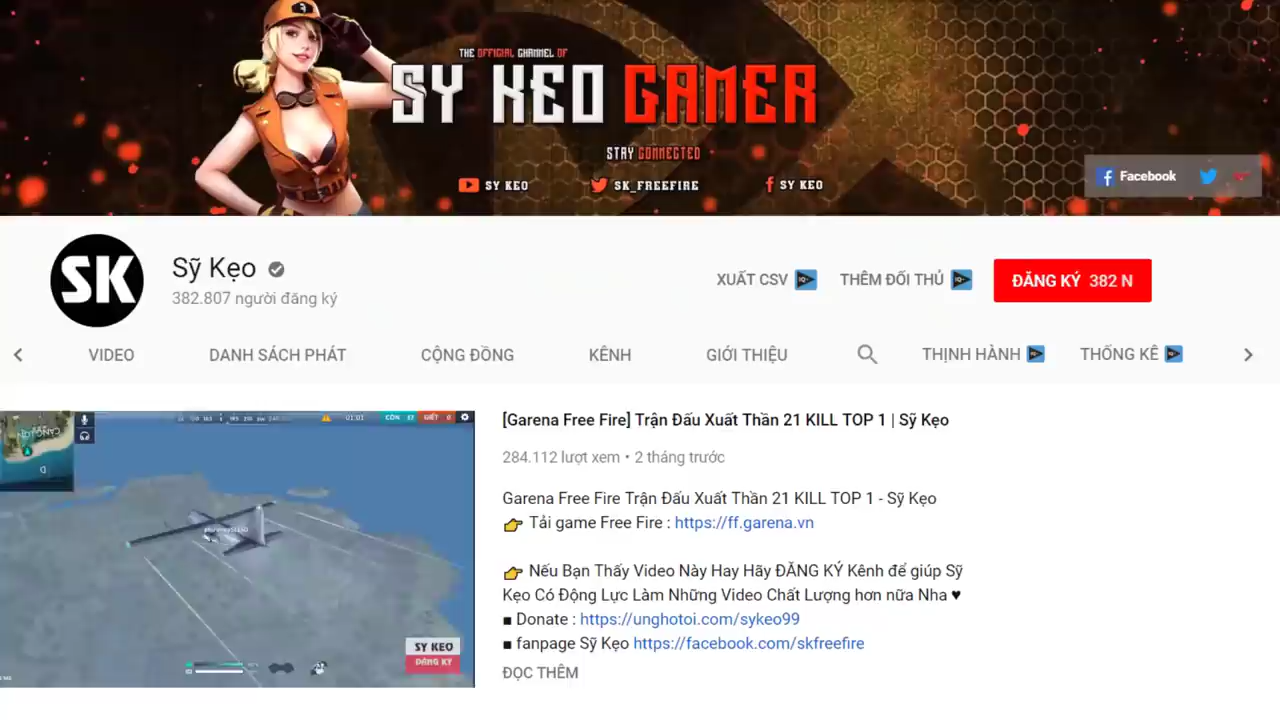 THE OFFICIAL CHANNEL OF
SY KEO GAMER
STAY CONNECTED
SY KEO
SK_FREEFIRE
SY KEO
Facebook
SK
Sỹ Kẹo
382.807 người đăng ký
XUẤT CSV
THÊM ĐỐI THỦ
ĐĂNG KÝ 382 N
VIDEO
DANH SÁCH PHÁT
CỘNG ĐỒNG
KÊNH
GIỚI THIỆU
THỊNH HÀNH
THỐNG KÊ
CÒN 37
GIẾT 0
[Garena Free Fire] Trận Đấu Xuất Thần 21 KILL TOP 1 | Sỹ Kẹo
284.112 lượt xem • 2 tháng trước
Garena Free Fire Trận Đấu Xuất Thần 21 KILL TOP 1 - Sỹ Kẹo
👉 Tải game Free Fire : https://ff.garena.vn
👉 Nếu Bạn Thấy Video Này Hay Hãy ĐĂNG KÝ Kênh để giúp Sỹ
Kẹo Có Động Lực Làm Những Video Chất Lượng hơn nữa Nha ♥
■ Donate : https://unghotoi.com/sykeo99
■ fanpage Sỹ Kẹo https://facebook.com/skfreefire
ĐỌC THÊM
SY KEO
ĐĂNG KÝ